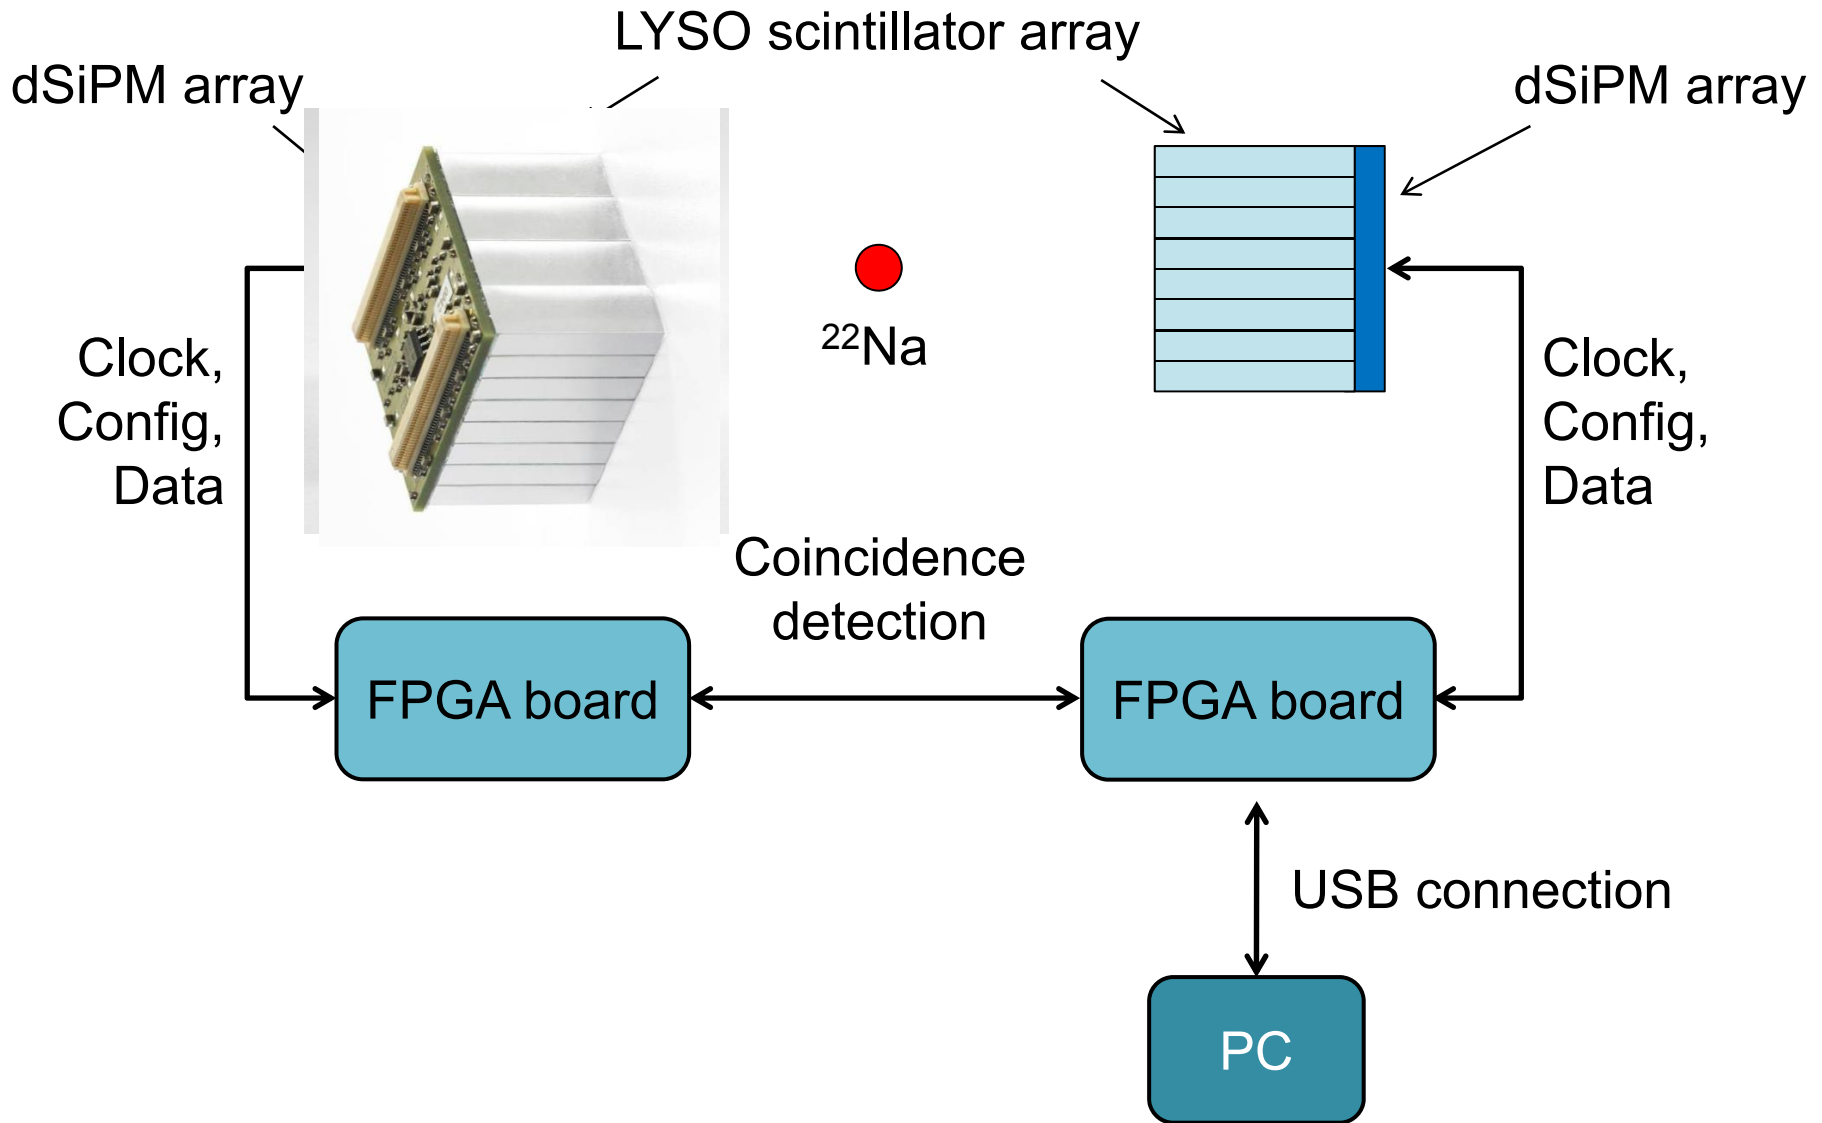 LYSO scintillator array
dSiPM array
dSiPM array
²²Na
Clock,
Config,
Data
Clock,
Config,
Data
Coincidence
detection
FPGA board
FPGA board
USB connection
PC